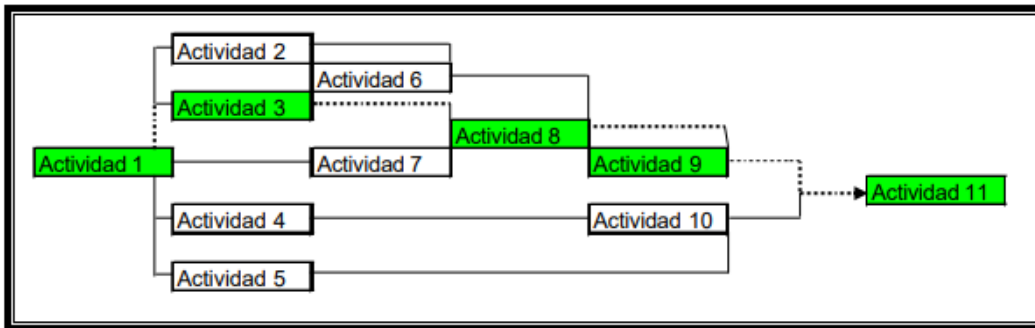 Actividad 2
Actividad 6
Actividad 3
Actividad 8
Actividad 1
Actividad 7
Actividad 9
Actividad 11
Actividad 4
Actividad 10
Actividad 5